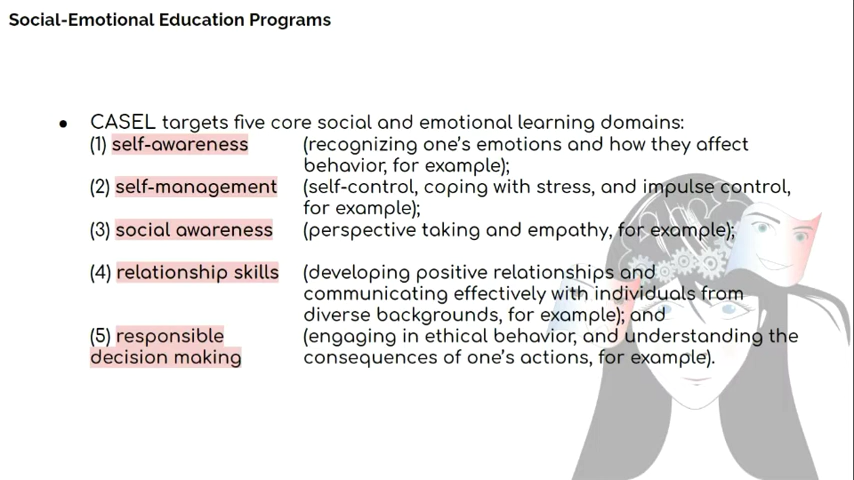 Social-Emotional Education Programs
● CASEL targets five core social and emotional learning domains:
(1) self-awareness (recognizing one’s emotions and how they affect
behavior, for example);
(2) self-management (self-control, coping with stress, and impulse control,
for example);
(3) social awareness (perspective taking and empathy, for example);
(4) relationship skills (developing positive relationships and
communicating effectively with individuals from
diverse backgrounds, for example); and
(5) responsible (engaging in ethical behavior, and understanding the
decision making consequences of one’s actions, for example).